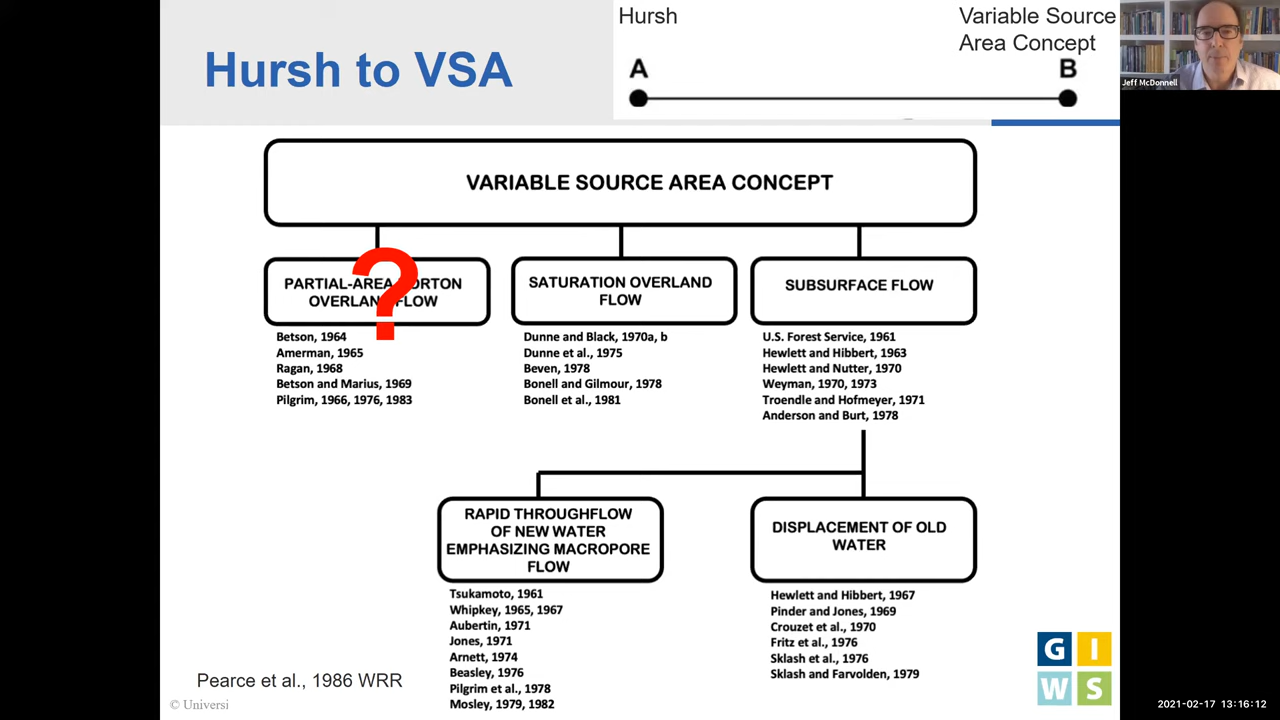 Hursh to VSA
Hursh
Variable Source
Area Concept
A
B
Jeff McDonnell
VARIABLE SOURCE AREA CONCEPT
PARTIAL-AREA HORTON
OVERLAND FLOW
?
Betson, 1964
Amerman, 1965
Ragan, 1968
Betson and Marius, 1969
Pilgrim, 1966, 1976, 1983
SATURATION OVERLAND
FLOW
Dunne and Black, 1970a, b
Dunne et al., 1975
Beven, 1978
Bonell and Gilmour, 1978
Bonell et al., 1981
SUBSURFACE FLOW
U.S. Forest Service, 1961
Hewlett and Hibbert, 1963
Hewlett and Nutter, 1970
Weyman, 1970, 1973
Troendle and Hofmeyer, 1971
Anderson and Burt, 1978
RAPID THROUGHFLOW
OF NEW WATER
EMPHASIZING MACROPORE
FLOW
Tsukamoto, 1961
Whipkey, 1965, 1967
Aubertin, 1971
Jones, 1971
Arnett, 1974
Beasley, 1976
Pilgrim et al., 1978
Mosley, 1979, 1982
DISPLACEMENT OF OLD
WATER
Hewlett and Hibbert, 1967
Pinder and Jones, 1969
Crouzet et al., 1970
Fritz et al., 1976
Sklash et al., 1976
Sklash and Farvolden, 1979
Pearce et al., 1986 WRR
© Universi
G I
W S
2021-02-17 13:16:12